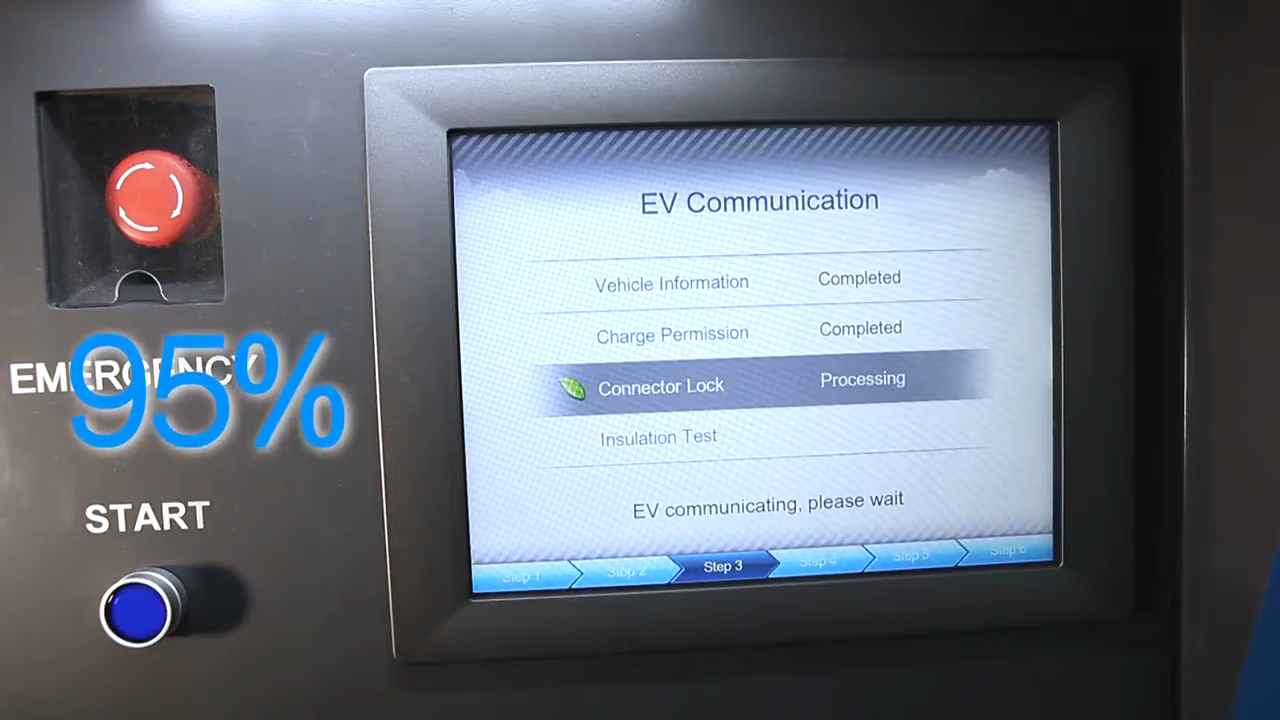 EMERGENCY
95%
START
EV Communication
Vehicle Information Completed
Charge Permission Completed
Connector Lock Processing
Insulation Test
EV communicating, please wait
Step 1 Step 2 Step 3 Step 4 Step 5 Step 6